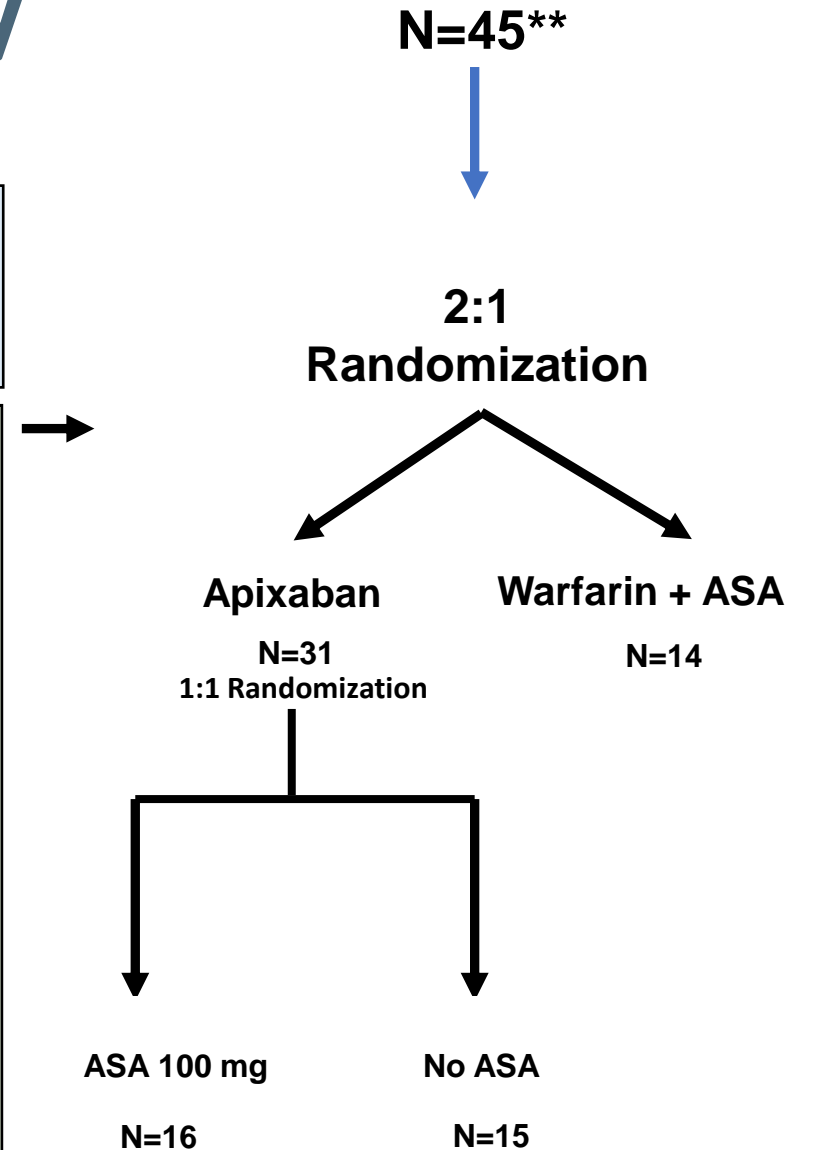 N=45**
2:1
Randomization
Apixaban
Warfarin + ASA
N=31
N=14
1:1 Randomization
ASA 100 mg
No ASA
N=16
N=15